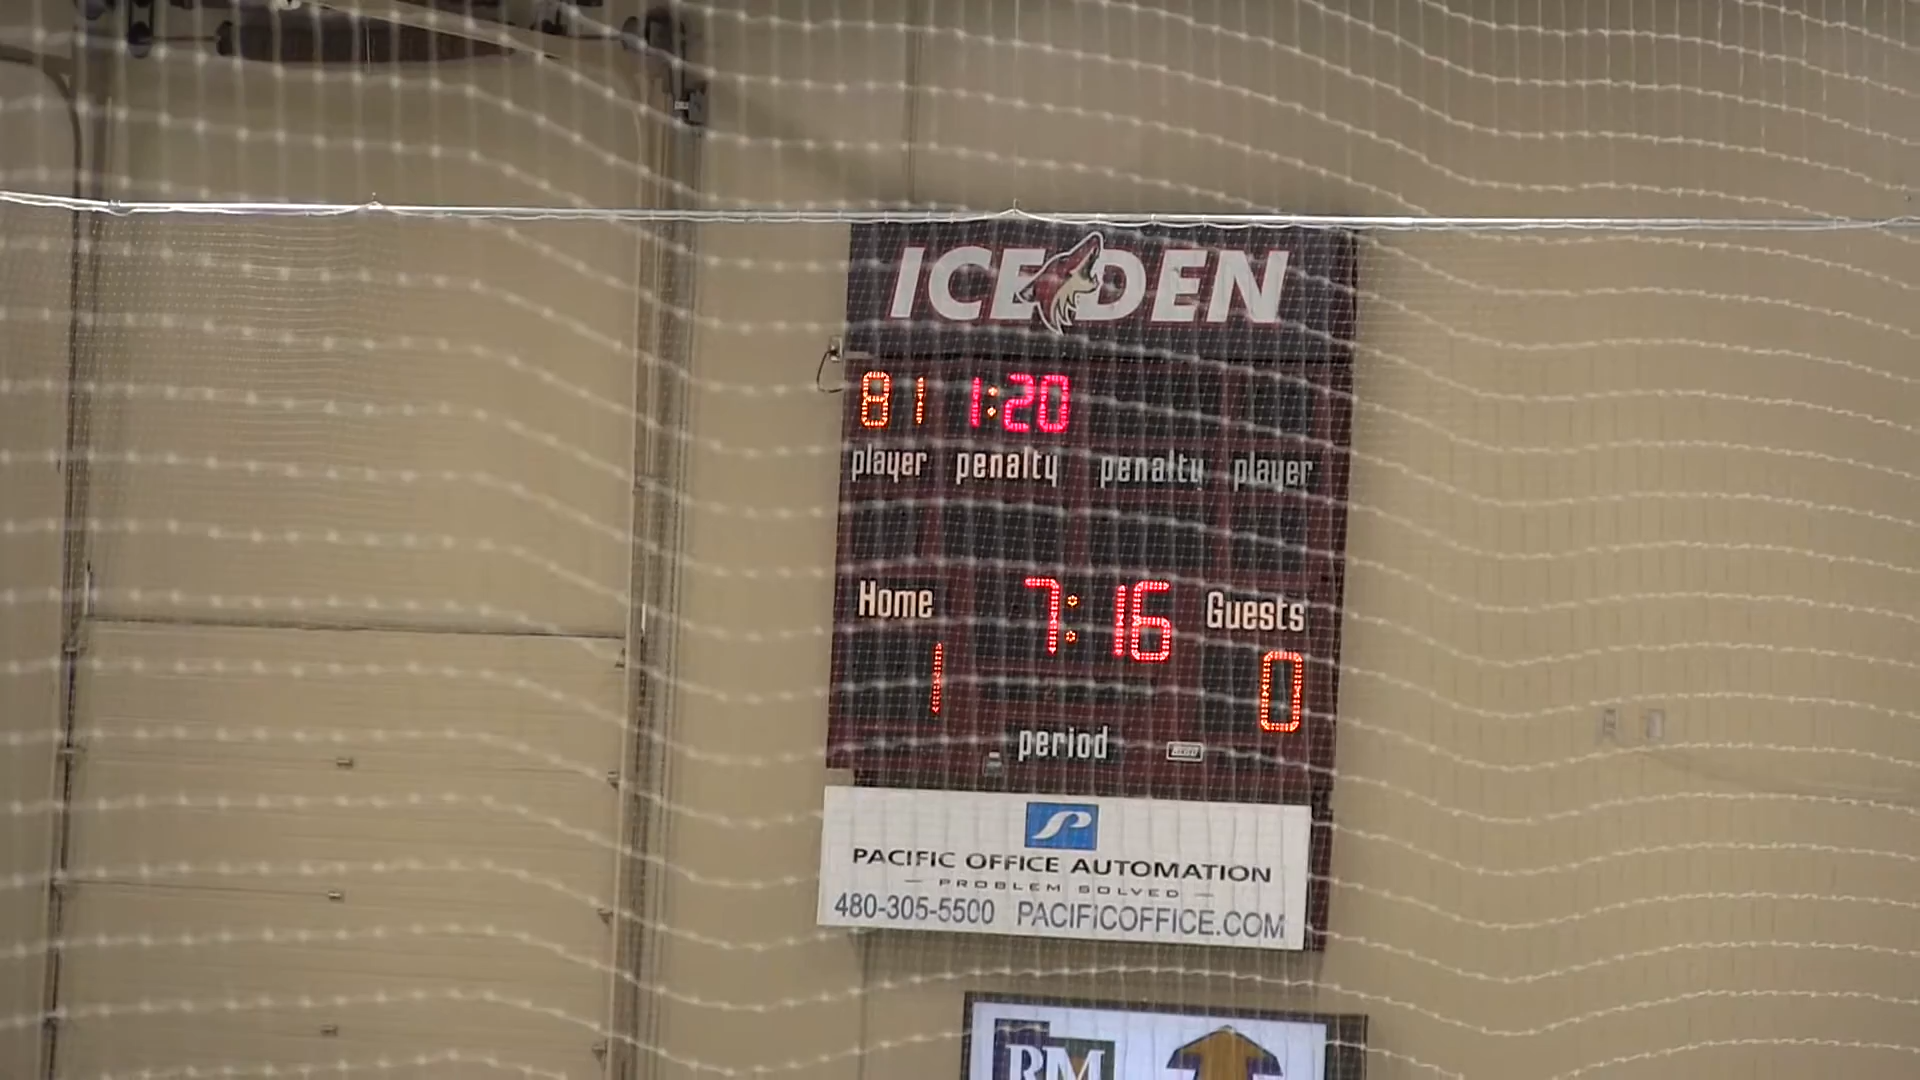 ICE DEN
81 1:20
player penalty penalty player
Home 7:16 Guests
1 0
period
PACIFIC OFFICE AUTOMATION
— PROBLEM SOLVED —
480-305-5500 PACIFICOFFICE.COM
RM